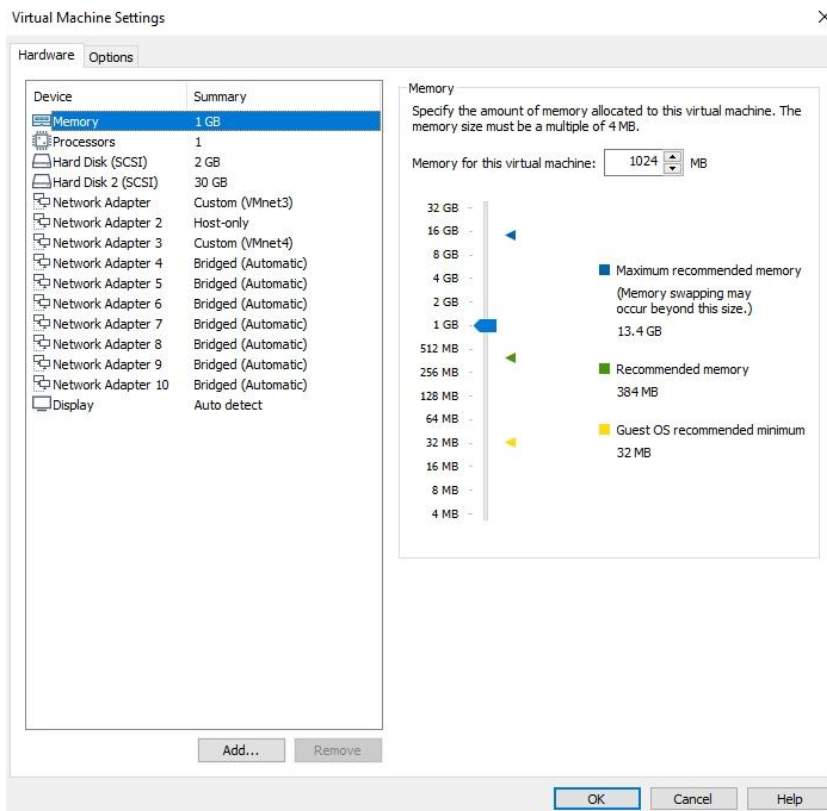 Virtual Machine Settings
Hardware
Options
Device Summary
Memory 1 GB
Processors 1
Hard Disk (SCSI) 2 GB
Hard Disk 2 (SCSI) 30 GB
Network Adapter Custom (VMnet3)
Network Adapter 2 Host-only
Network Adapter 3 Custom (VMnet4)
Network Adapter 4 Bridged (Automatic)
Network Adapter 5 Bridged (Automatic)
Network Adapter 6 Bridged (Automatic)
Network Adapter 7 Bridged (Automatic)
Network Adapter 8 Bridged (Automatic)
Network Adapter 9 Bridged (Automatic)
Network Adapter 10 Bridged (Automatic)
Display Auto detect
Add...
Remove
Memory
Specify the amount of memory allocated to this virtual machine. The
memory size must be a multiple of 4 MB.
Memory for this virtual machine: 1024 MB
32 GB
16 GB
8 GB
4 GB
2 GB
1 GB
512 MB
256 MB
128 MB
64 MB
32 MB
16 MB
8 MB
4 MB
Maximum recommended memory
(Memory swapping may
occur beyond this size.)
13.4 GB
Recommended memory
384 MB
Guest OS recommended minimum
32 MB
OK
Cancel
Help